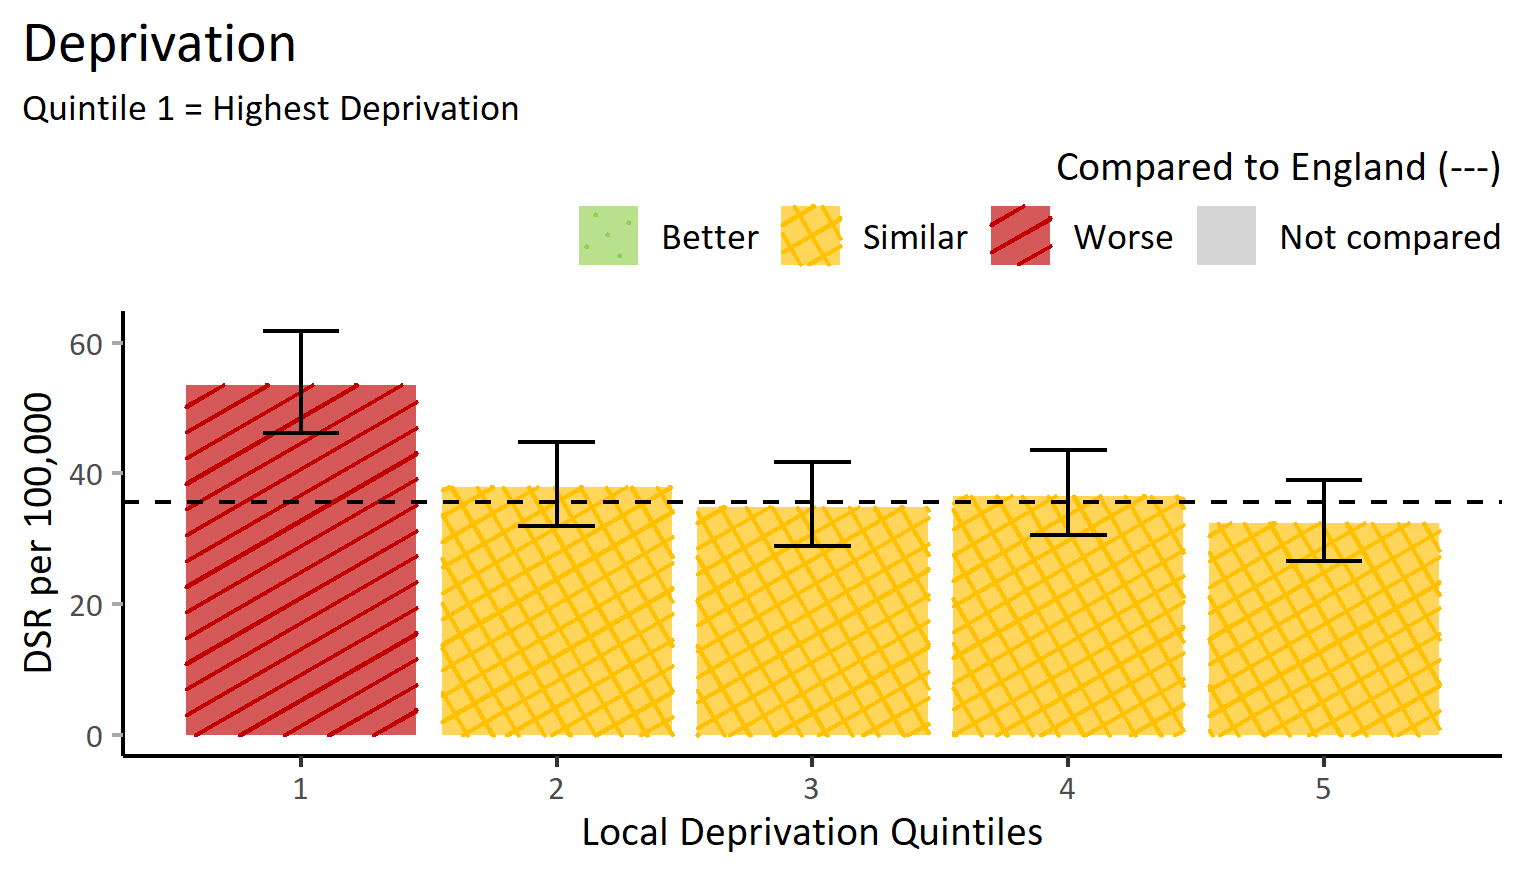 Deprivation
Quintile 1 = Highest Deprivation
Compared to England (---)
Better Similar Worse Not compared
DSR per 100,000
60
40
20
0
1 2 3 4 5
Local Deprivation Quintiles